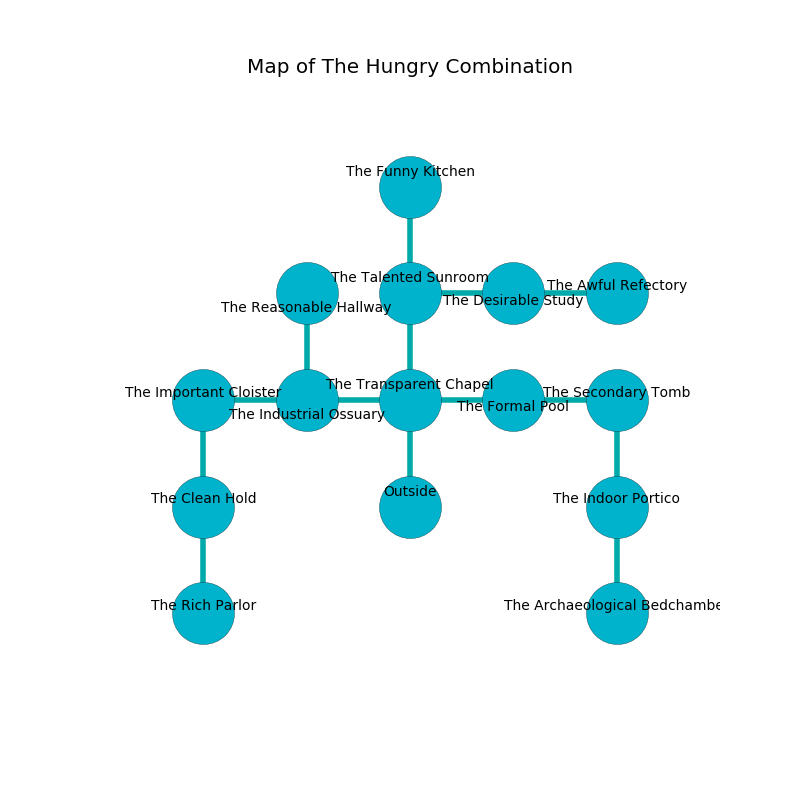 Map of The Hungry Combination
The Funny Kitchen
The Talented Sunroom
The Awful Refectory
The Desirable Study
The Reasonable Hallway
The Transparent Chapel
The Important Cloister
The Secondary Tomb
The Formal Pool
The Industrial Ossuary
Outside
The Clean Hold
The Indoor Portico
The Rich Parlor
The Archaeological Bedchambe